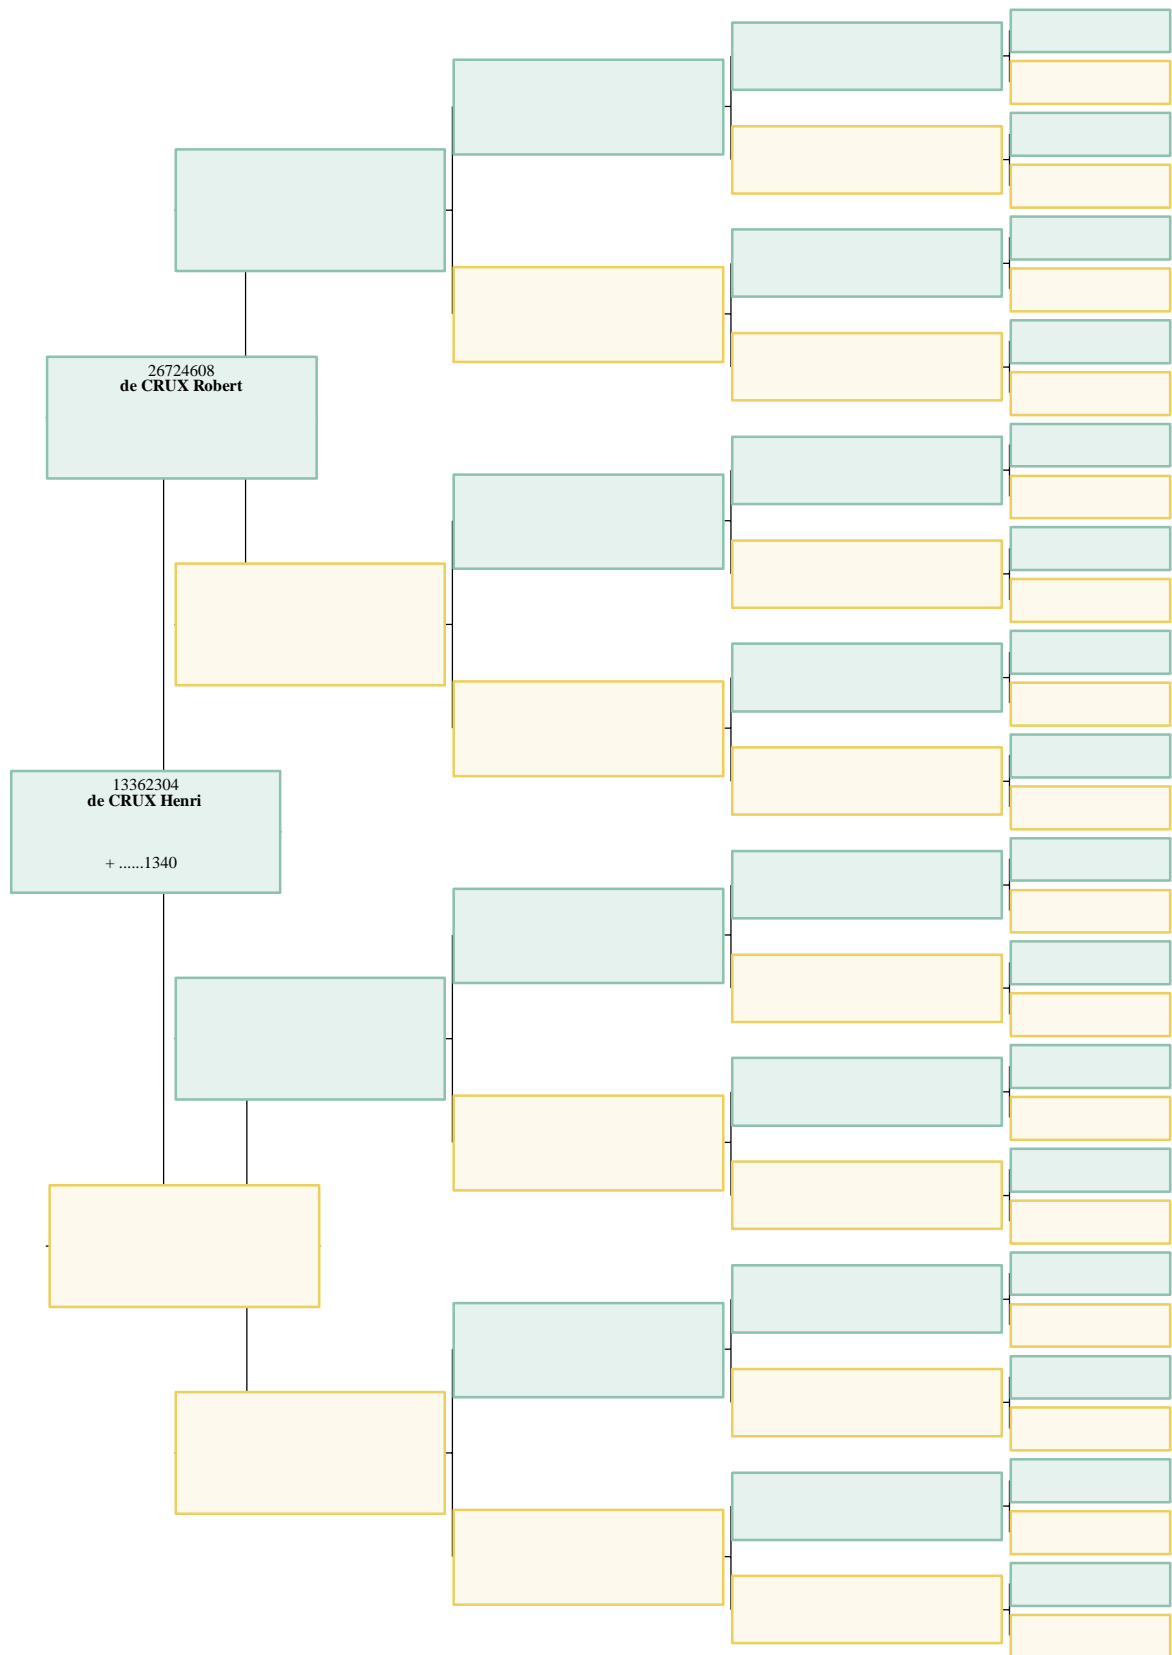 26724608
de CRUX Robert
13362304
de CRUX Henri
+ ......1340